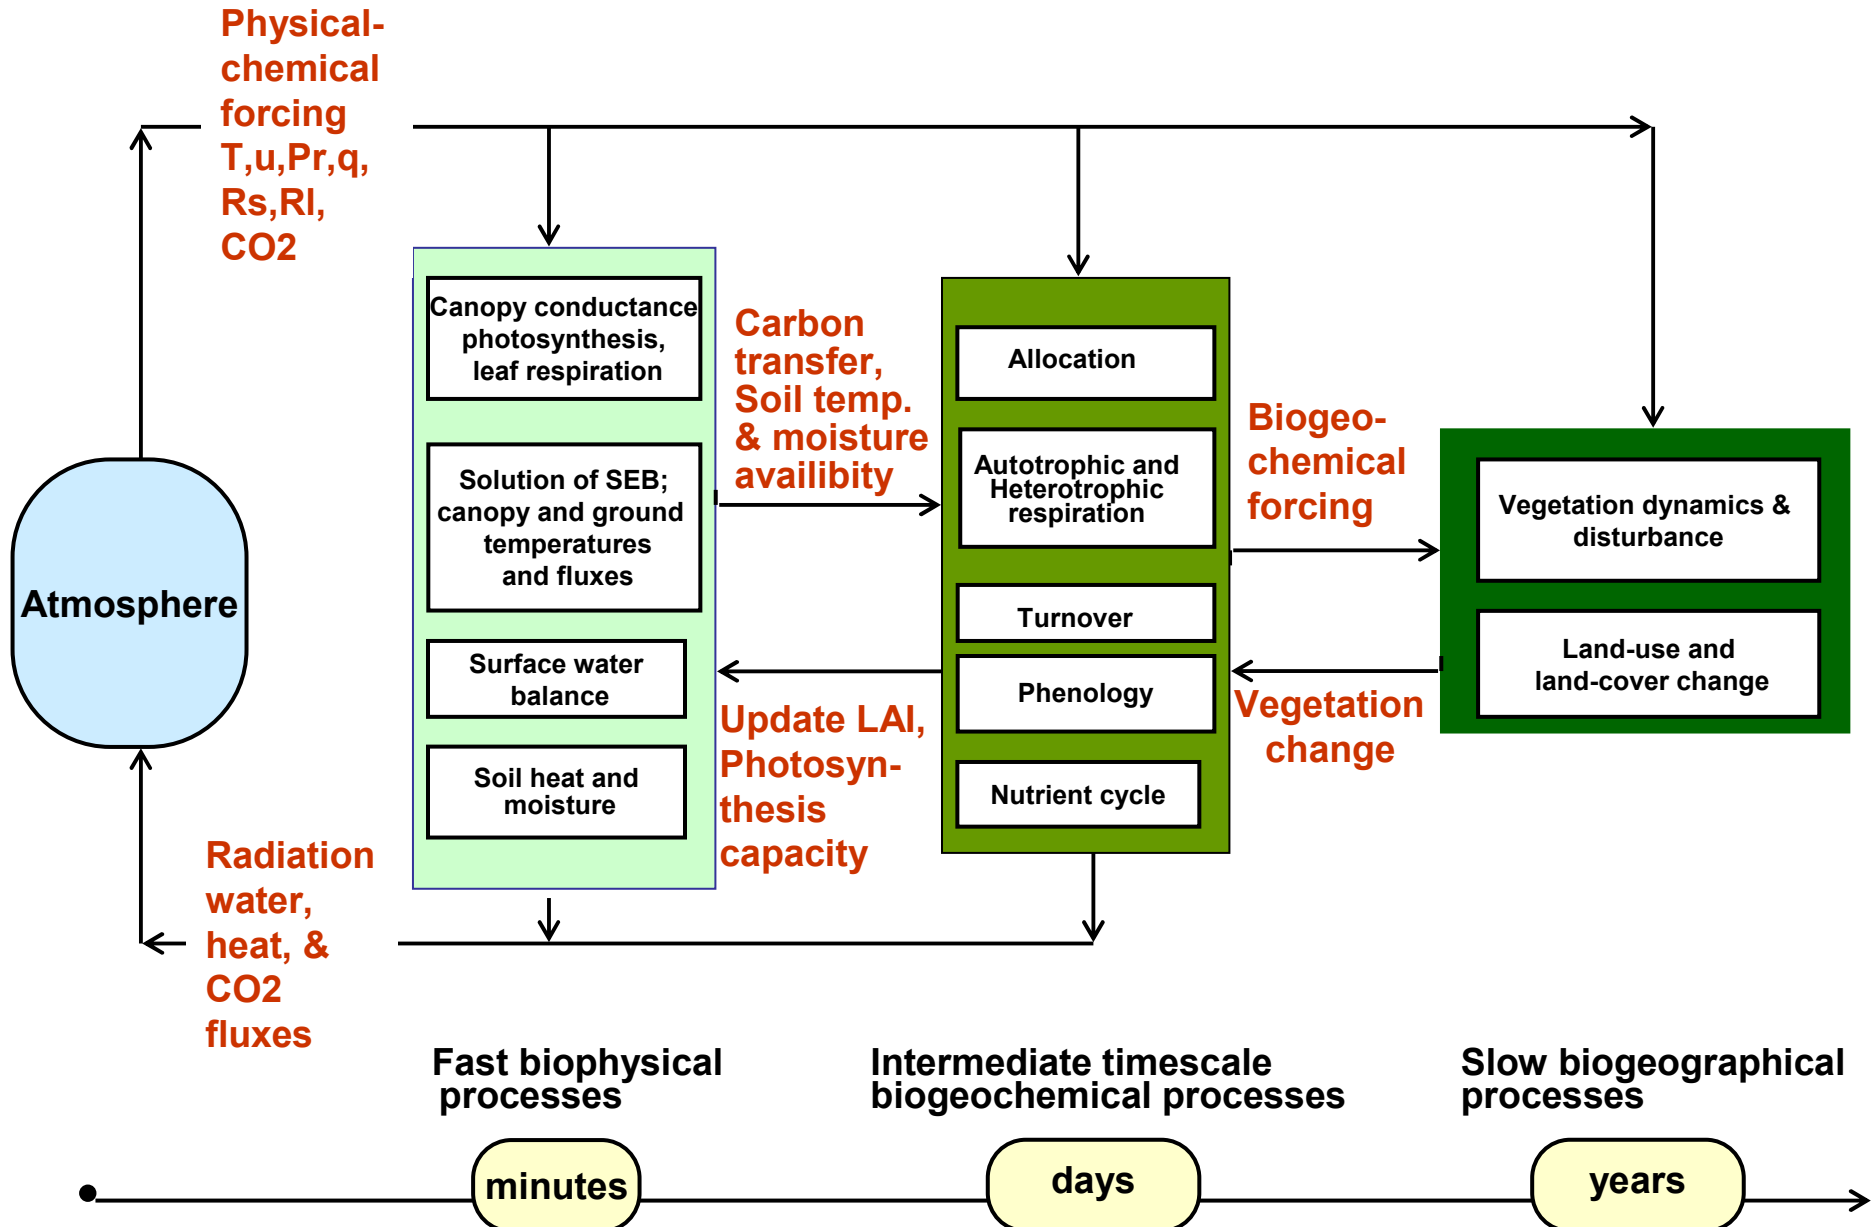 Physical-
chemical
forcing
T,u,Pr,q,
Rs,Rl,
CO2
Canopy conductance
photosynthesis,
leaf respiration
Solution of SEB;
canopy and ground
temperatures
and fluxes
Surface water
balance
Soil heat and
moisture
Carbon
transfer,
Soil temp.
& moisture
availibity
Update LAI,
Photosyn-
thesis
capacity
Allocation
Autotrophic and
Heterotrophic
respiration
Turnover
Phenology
Nutrient cycle
Biogeo-
chemical
forcing
Vegetation
change
Vegetation dynamics &
disturbance
Land-use and
land-cover change
Atmosphere
Radiation
water,
heat, &
CO2
fluxes
Fast biophysical
processes
Intermediate timescale
biogeochemical processes
Slow biogeographical
processes
minutes
days
years